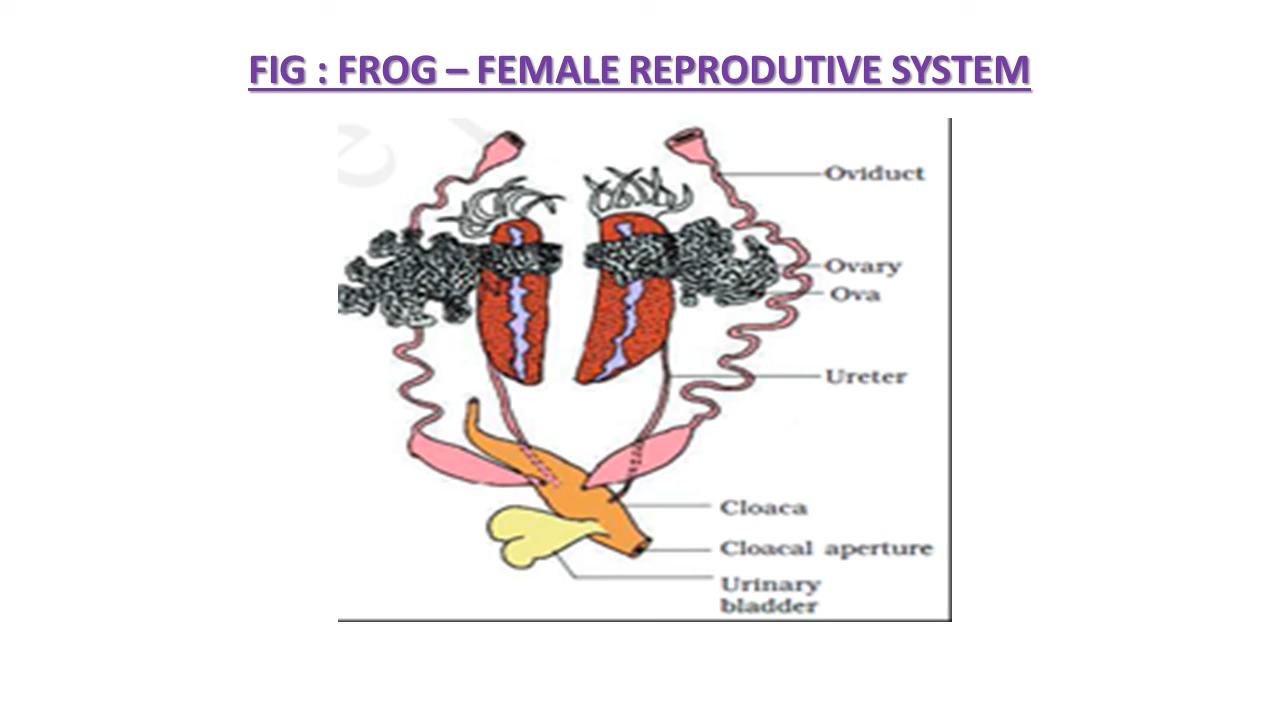 FIG : FROG – FEMALE REPRODUTIVE SYSTEM
Oviduct
Ovary
Ova
Ureter
Cloaca
Cloacal aperture
Urinary
bladder